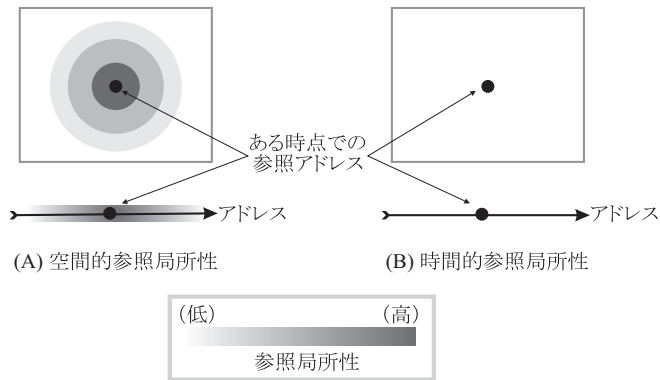 ある時点での
参照アドレス
アドレス
アドレス
(A) 空間的参照局所性
(B) 時間的参照局所性
(低)
(高)
参照局所性